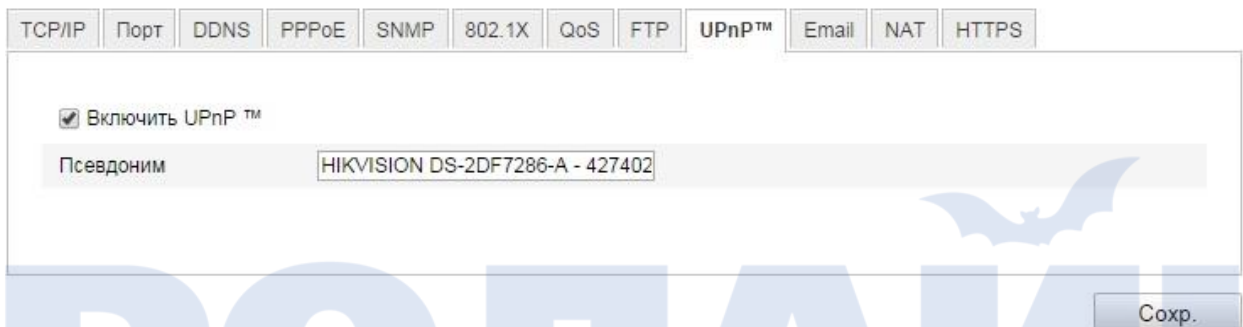 TCP/IP Порт DDNS PPPoE SNMP 802.1X QoS FTP UPnP™ Email NAT HTTPS
Включить UPnP ™
Псевдоним HIKVISION DS-2DF7286-A - 427402
Сохр.